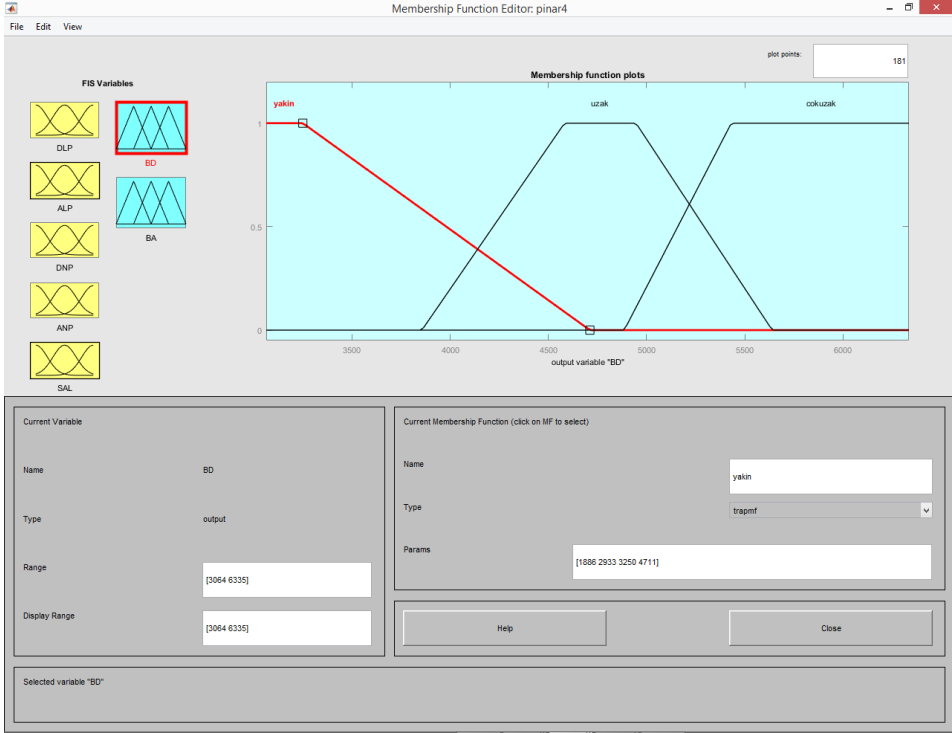 Membership Function Editor: pinar4
File Edit View
plot points:
181
FIS Variables
Membership function plots
DLP
ALP
DNP
ANP
SAL
BD
BA
yakin
uzak
cokuzak
1
0.5
0
3500 4000 4500 5000 5500 6000
output variable "BD"
Current Variable
Name BD
Type output
Range [3064 6335]
Display Range [3064 6335]
Current Membership Function (click on MF to select)
Name yakin
Type trapmf
Params [1886 2933 3250 4711]
Help Close
Selected variable "BD"